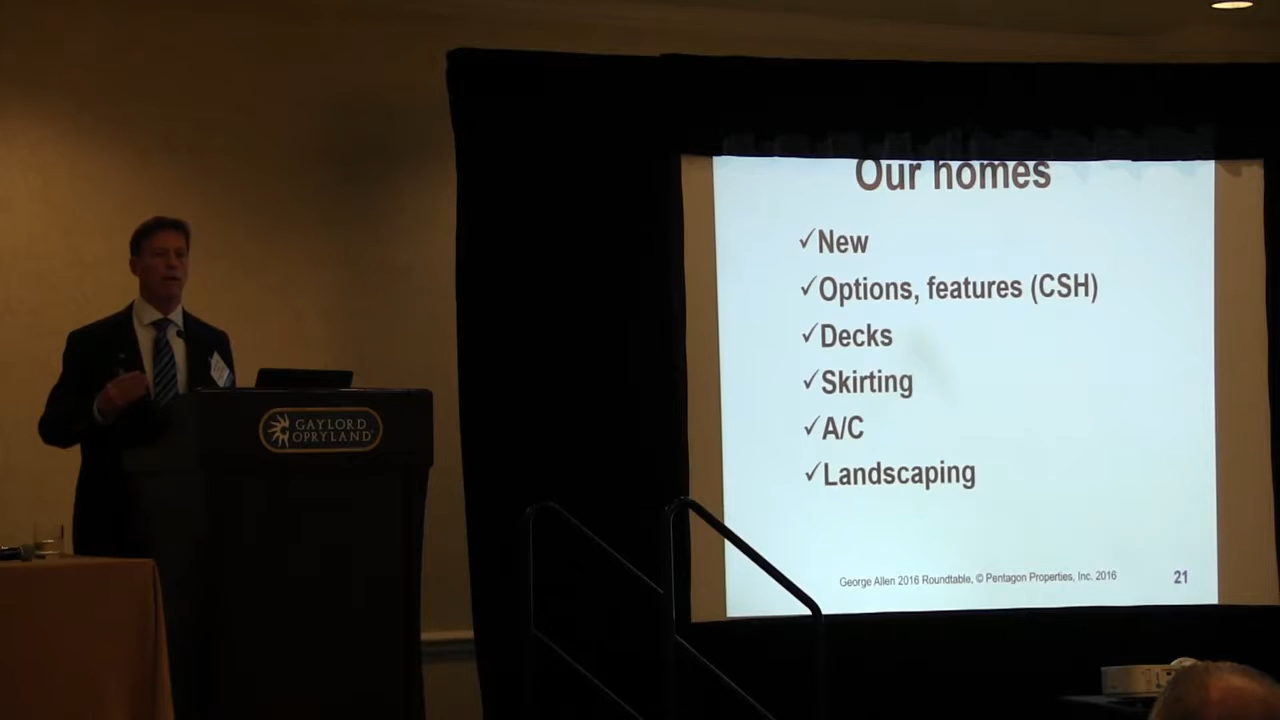 Our homes
✓New
✓Options, features (CSH)
✓Decks
✓Skirting
✓A/C
✓Landscaping
George Allen 2016 Roundtable, © Pentagon Properties, Inc. 2016
21
GAYLORD
OPRYLAND